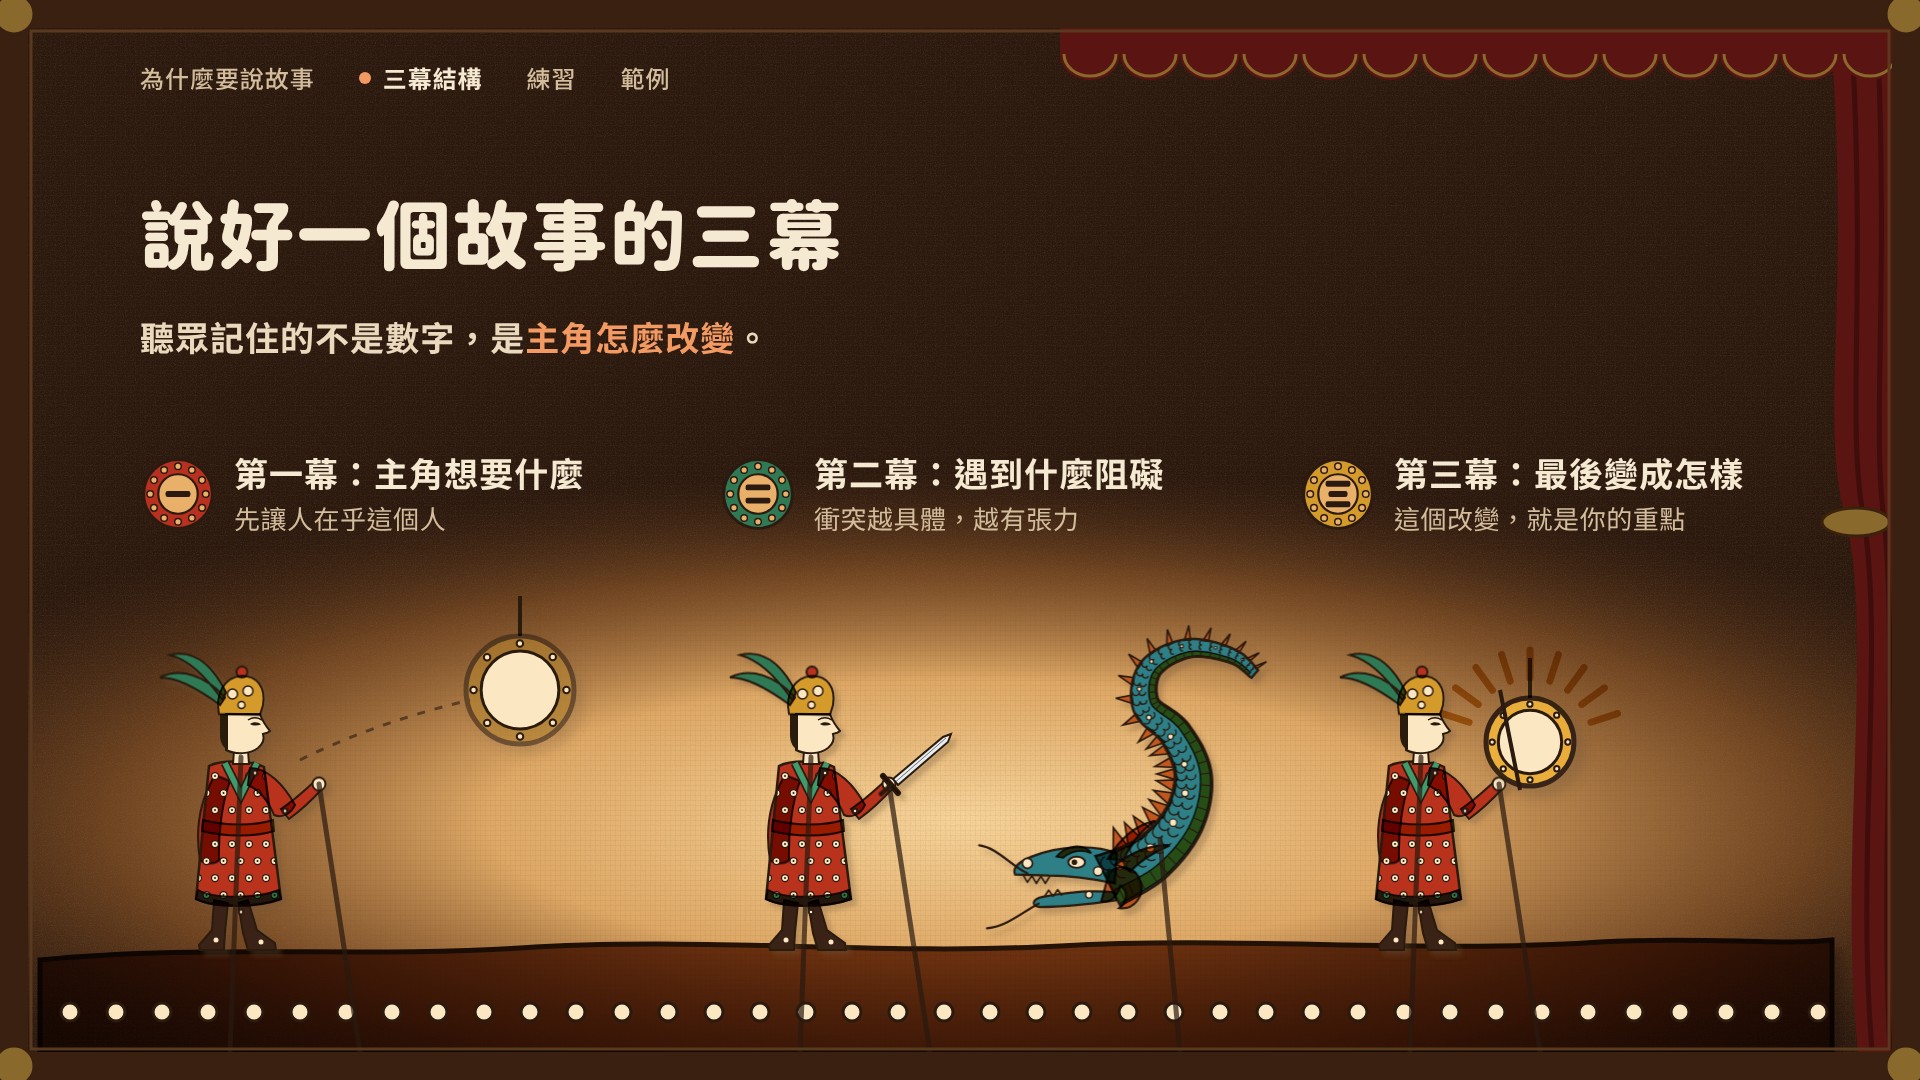 為什麼要說故事 三幕結構 練習 範例
說好一個故事的三幕
聽眾記住的不是數字，是主角怎麼改變。
一 第一幕：主角想要什麼
先讓人在乎這個人
二 第二幕：遇到什麼阻礙
衝突越具體，越有張力
三 第三幕：最後變成怎樣
這個改變，就是你的重點